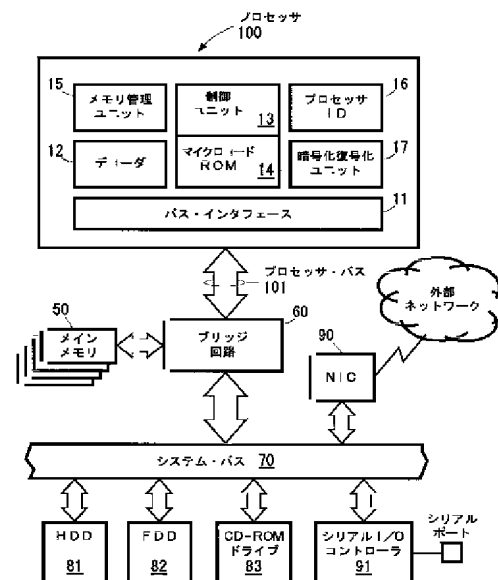 プロセッサ
100
15
メモリ管理
ユニット
制御
ユニット
13
プロセッサ
ID
16
12
デコーダ
マイクロコード
ROM
14
暗号化復号化
ユニット
17
バス・インタフェース
11
プロセッサ・バス
101
50
メイン
メモリ
ブリッジ
回路
60
90
NIC
外部
ネットワーク
システム・バス 70
HDD
81
FDD
82
CD-ROM
ドライブ
83
シリアルI/O
コントローラ
91
シリアル
ポート